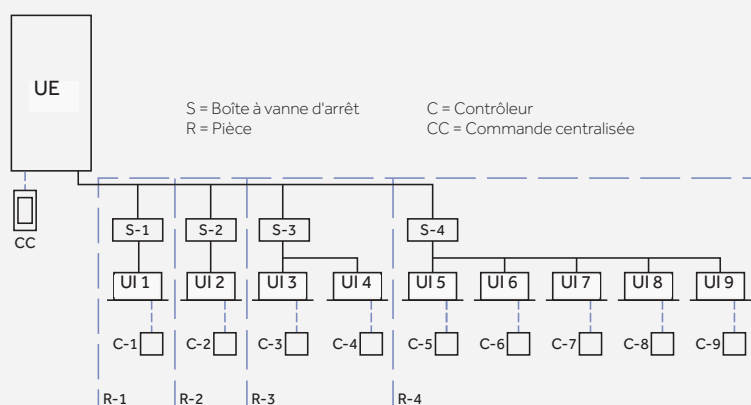 UE
S = Boîte à vanne d'arrêt
C = Contrôleur
R = Pièce
CC = Commande centralisée
CC
S-1
S-2
S-3
S-4
UI 1
UI 2
UI 3
UI 4
UI 5
UI 6
UI 7
UI 8
UI 9
C-1
C-2
C-3
C-4
C-5
C-6
C-7
C-8
C-9
R-1
R-2
R-3
R-4